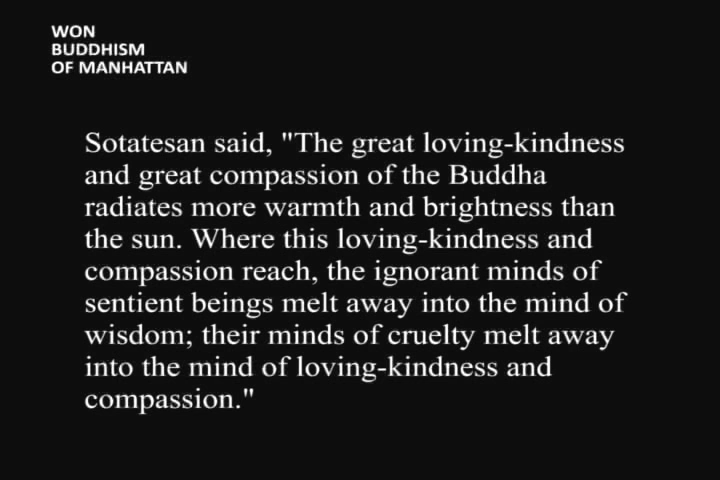 WON
BUDDHISM
OF MANHATTAN
Sotatesan said, "The great loving-kindness
and great compassion of the Buddha
radiates more warmth and brightness than
the sun. Where this loving-kindness and
compassion reach, the ignorant minds of
sentient beings melt away into the mind of
wisdom; their minds of cruelty melt away
into the mind of loving-kindness and
compassion."